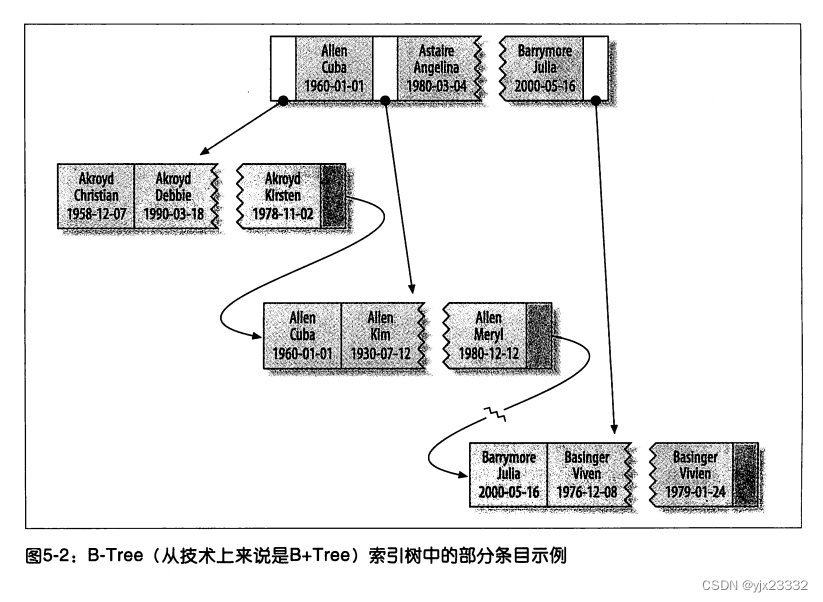 Allen
Cuba
1960-01-01
Astaire
Angelina
1980-03-04
Barrymore
Julia
2000-05-16
Akroyd
Christian
1958-12-07
Akroyd
Debbie
1990-03-18
Akroyd
Kirsten
1978-11-02
Allen
Cuba
1960-01-01
Allen
Kim
1930-07-12
Allen
Meryl
1980-12-12
Barrymore
Julia
2000-05-16
Basinger
Viven
1976-12-08
Basinger
Vivien
1979-01-24
图5-2：B-Tree（从技术上来说是B+Tree）索引树中的部分条目示例
CSDN @yjx23332